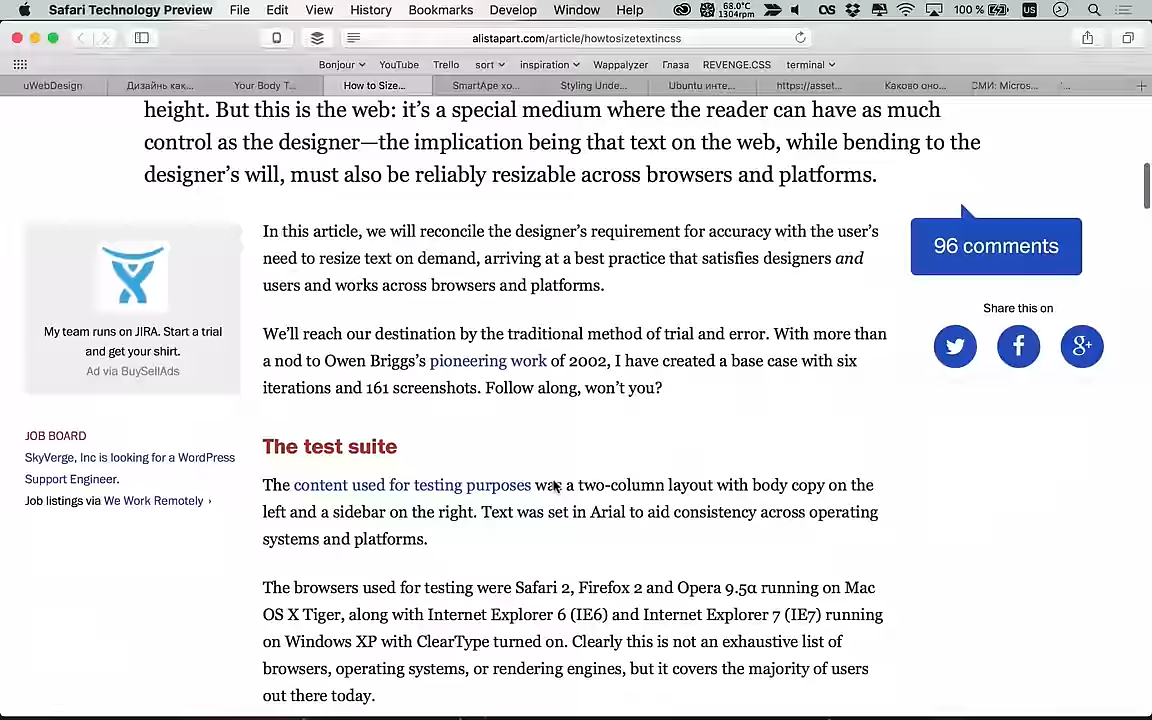 Safari Technology Preview File Edit View History Bookmarks Develop Window Help 68.0°C 1304rpm 100 % US
alistapart.com/article/howtosizetextincss
Bonjour YouTube Trello sort inspiration Wappalyzer Глаза REVENGE.CSS terminal
uWebDesign Дизайнь как... Your Body T... How to Size... SmartApe хо... Styling Unde... Ubuntu инте... https://asset... Каково оно... СМИ: Micros...
height. But this is the web: it’s a special medium where the reader can have as much
control as the designer—the implication being that text on the web, while bending to the
designer’s will, must also be reliably resizable across browsers and platforms.
My team runs on JIRA. Start a trial
and get your shirt.
Ad via BuySellAds
JOB BOARD
SkyVerge, Inc is looking for a WordPress
Support Engineer.
Job listings via We Work Remotely ›
In this article, we will reconcile the designer’s requirement for accuracy with the user’s
need to resize text on demand, arriving at a best practice that satisfies designers and
users and works across browsers and platforms.
We’ll reach our destination by the traditional method of trial and error. With more than
a nod to Owen Briggs’s pioneering work of 2002, I have created a base case with six
iterations and 161 screenshots. Follow along, won’t you?
The test suite
The content used for testing purposes was a two-column layout with body copy on the
left and a sidebar on the right. Text was set in Arial to aid consistency across operating
systems and platforms.
The browsers used for testing were Safari 2, Firefox 2 and Opera 9.5α running on Mac
OS X Tiger, along with Internet Explorer 6 (IE6) and Internet Explorer 7 (IE7) running
on Windows XP with ClearType turned on. Clearly this is not an exhaustive list of
browsers, operating systems, or rendering engines, but it covers the majority of users
out there today.
96 comments
Share this on